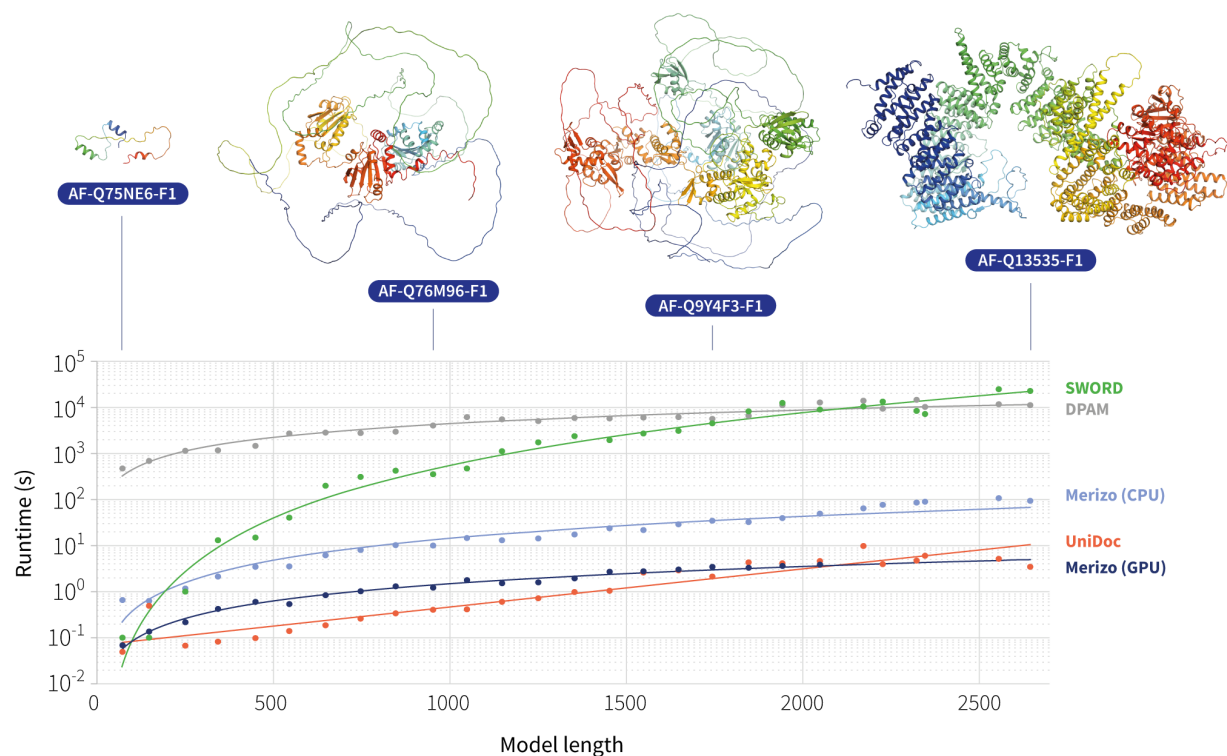 AF-Q75NE6-F1
AF-Q76M96-F1
AF-Q9Y4F3-F1
AF-Q13535-F1
Runtime (s)
10^5
10^4
10^3
10^2
10^1
10^0
10^-1
10^-2
SWORD
DPAM
Merizo (CPU)
UniDoc
Merizo (GPU)
0 500 1000 1500 2000 2500
Model length